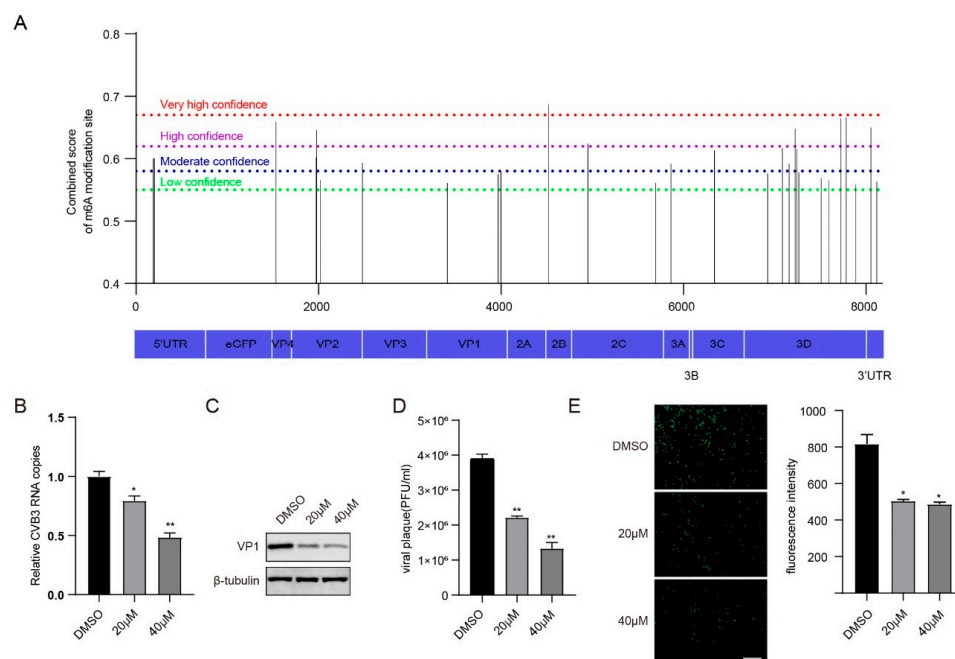 A
Combined score
of m6A modification site
0.8
0.7
0.6
0.5
0.4
Very high confidence
High confidence
Moderate confidence
Low confidence
0 2000 4000 6000 8000
5'UTR eGFP VP4 VP2 VP3 VP1 2A 2B 2C 3A 3C 3D
3B 3'UTR
B
Relative CVB3 RNA copies
1.5
1.0
0.5
0.0
*
**
DMSO 20μM 40μM
C
DMSO 20μM 40μM
VP1
β-tubulin
D
viral plaque(PFU/ml)
5×10⁶
4×10⁶
3×10⁶
2×10⁶
1×10⁶
0
**
**
DMSO 20μM 40μM
E
DMSO
20μM
40μM
fluorescence intensity
1000
800
600
400
200
0
* *
DMSO 20μM 40μM